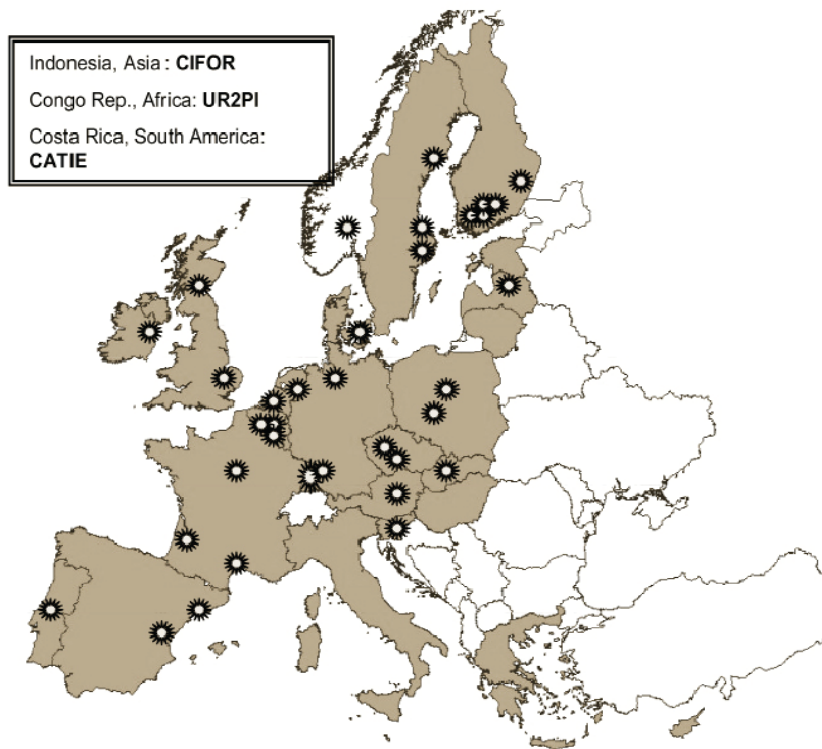 Indonesia, Asia : CIFOR
Congo Rep., Africa: UR2PI
Costa Rica, South America:
CATIE